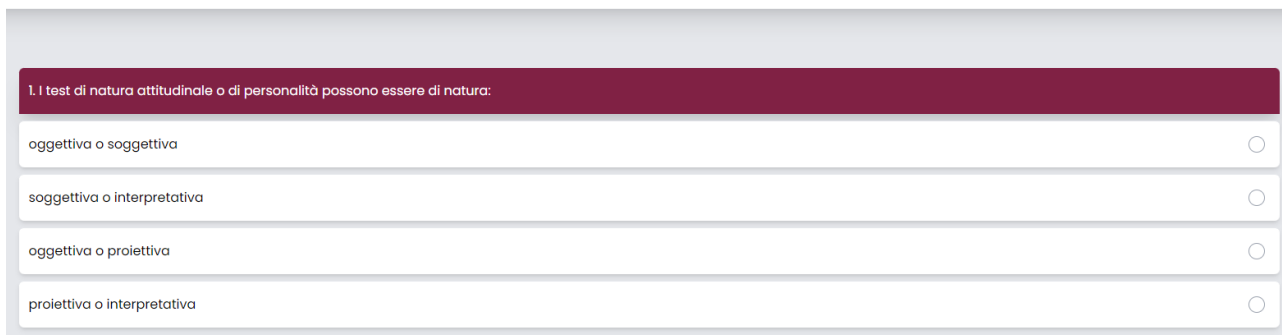 1. I test di natura attitudinale o di personalità possono essere di natura:
oggettiva o soggettiva
soggettiva o interpretativa
oggettiva o proiettiva
proiettiva o interpretativa